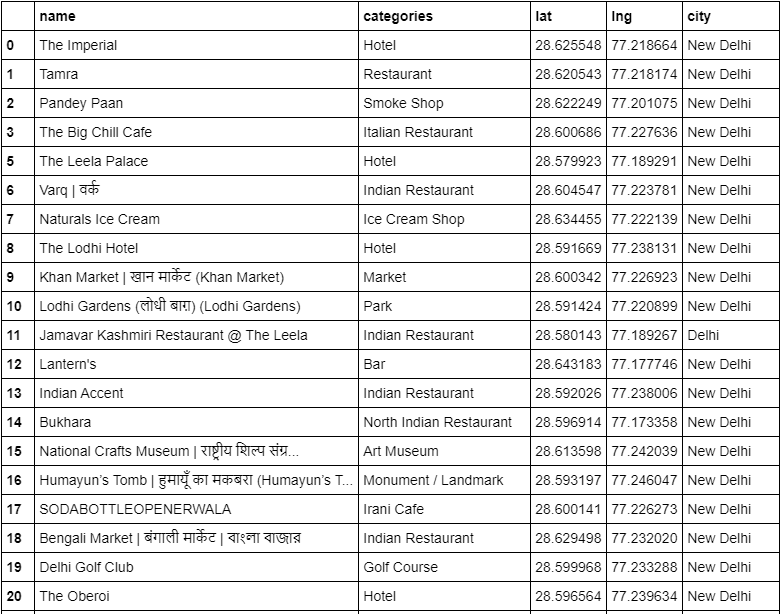 name categories lat lng city
0 The Imperial Hotel 28.625548 77.218664 New Delhi
1 Tamra Restaurant 28.620543 77.218174 New Delhi
2 Pandey Paan Smoke Shop 28.622249 77.201075 New Delhi
3 The Big Chill Cafe Italian Restaurant 28.600686 77.227636 New Delhi
5 The Leela Palace Hotel 28.579923 77.189291 New Delhi
6 Varq | वर्क Indian Restaurant 28.604547 77.223781 New Delhi
7 Naturals Ice Cream Ice Cream Shop 28.634455 77.222139 New Delhi
8 The Lodhi Hotel Hotel 28.591669 77.238131 New Delhi
9 Khan Market | खान मार्केट (Khan Market) Market 28.600342 77.226923 New Delhi
10 Lodhi Gardens (लोधी बाग़) (Lodhi Gardens) Park 28.591424 77.220899 New Delhi
11 Jamavar Kashmiri Restaurant @ The Leela Indian Restaurant 28.580143 77.189267 Delhi
12 Lantern's Bar 28.643183 77.177746 New Delhi
13 Indian Accent Indian Restaurant 28.592026 77.238006 New Delhi
14 Bukhara North Indian Restaurant 28.596914 77.173358 New Delhi
15 National Crafts Museum | राष्ट्रीय शिल्प संग्र... Art Museum 28.613598 77.242039 New Delhi
16 Humayun’s Tomb | हुमायूँ का मकबरा (Humayun’s T... Monument / Landmark 28.593197 77.246047 New Delhi
17 SODABOTTLEOPENERWALA Irani Cafe 28.600141 77.226273 New Delhi
18 Bengali Market | बंगाली मार्केट | বাংলা বাজার Indian Restaurant 28.629498 77.232020 New Delhi
19 Delhi Golf Club Golf Course 28.599968 77.233288 New Delhi
20 The Oberoi Hotel 28.596564 77.239634 New Delhi